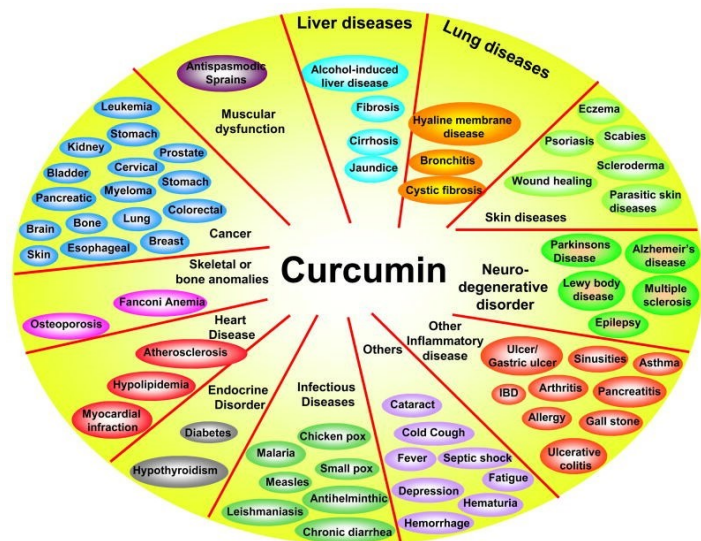 Curcumin
Liver diseases
Alcohol-induced
liver disease
Fibrosis
Cirrhosis
Jaundice
Lung diseases
Hyaline membrane
disease
Bronchitis
Cystic fibrosis
Eczema
Psoriasis
Scabies
Scleroderma
Wound healing
Parasitic skin
diseases
Skin diseases
Neuro-
degenerative
disorder
Parkinsons
Disease
Alzhemeir's
disease
Lewy body
disease
Multiple
sclerosis
Epilepsy
Other
Inflammatory
disease
Ulcer/
Gastric ulcer
Sinusities
Asthma
IBD
Arthritis
Pancreatitis
Allergy
Gall stone
Ulcerative
colitis
Others
Cataract
Cold Cough
Fever
Septic shock
Fatigue
Depression
Hematuria
Hemorrhage
Infectious
Diseases
Chicken pox
Malaria
Small pox
Measles
Antihelminthic
Leishmaniasis
Chronic diarrhea
Endocrine
Disorder
Diabetes
Hypothyroidism
Heart
Disease
Atherosclerosis
Hypolipidemia
Myocardial
infraction
Skeletal or
bone anomalies
Fanconi Anemia
Osteoporosis
Cancer
Leukemia
Stomach
Kidney
Prostate
Bladder
Cervical
Stomach
Pancreatic
Myeloma
Colorectal
Brain
Bone
Lung
Skin
Esophageal
Breast
Muscular
dysfunction
Antispasmodic
Sprains